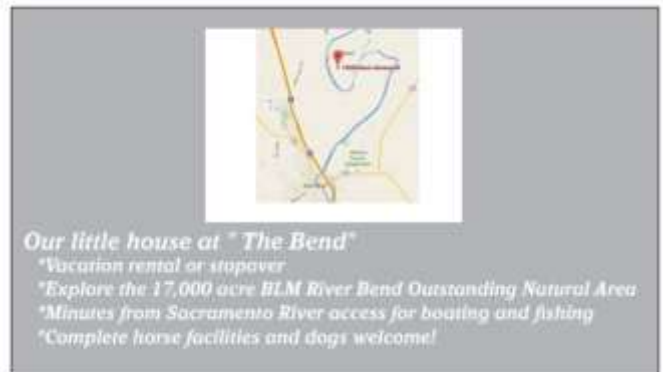 Our little house at " The Bend"
*Vacation rental or stopover
*Explore the 17,000 acre BLM River Bend Outstanding Natural Area
*Minutes from Sacramento River access for boating and fishing
*Complete horse facilities and dogs welcome!